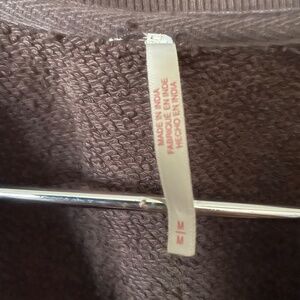 MADE IN INDIA
FABRIQUÉ EN INDE
HECHO EN INDIA
M/M